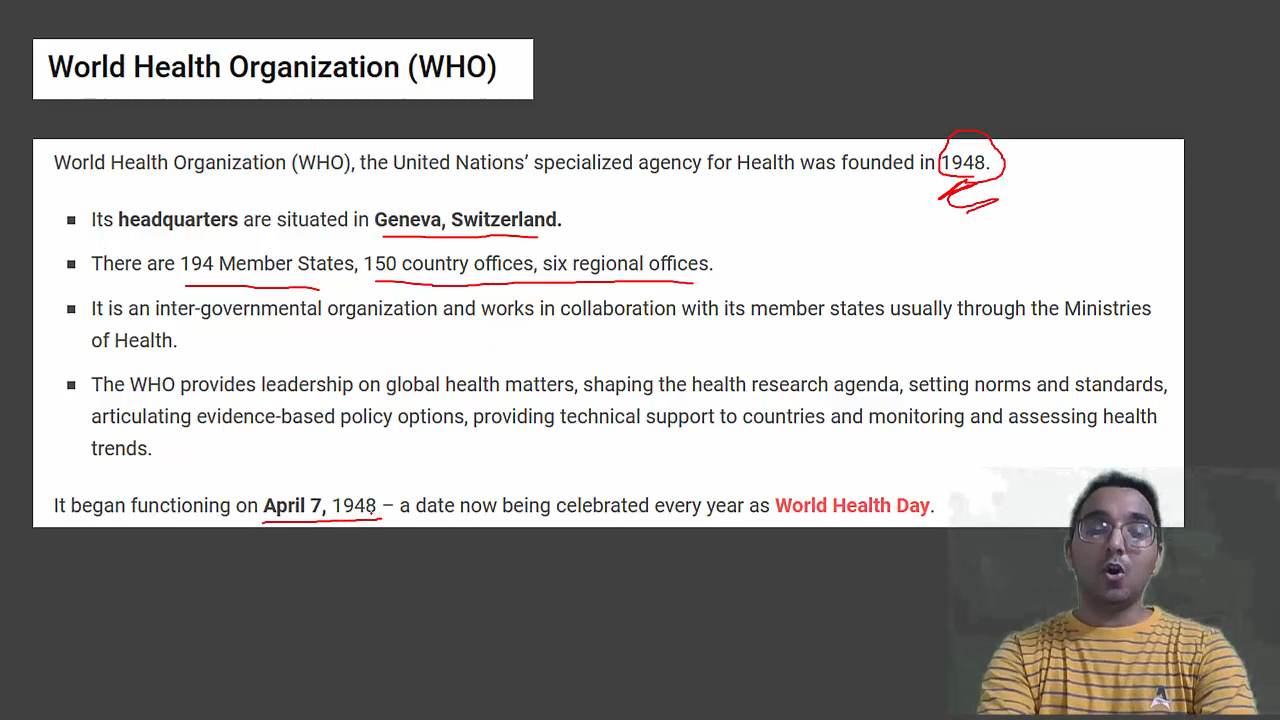 World Health Organization (WHO)
World Health Organization (WHO), the United Nations’ specialized agency for Health was founded in 1948.
▪ Its headquarters are situated in Geneva, Switzerland.
▪ There are 194 Member States, 150 country offices, six regional offices.
▪ It is an inter-governmental organization and works in collaboration with its member states usually through the Ministries
of Health.
▪ The WHO provides leadership on global health matters, shaping the health research agenda, setting norms and standards,
articulating evidence-based policy options, providing technical support to countries and monitoring and assessing health
trends.
It began functioning on April 7, 1948 – a date now being celebrated every year as World Health Day.